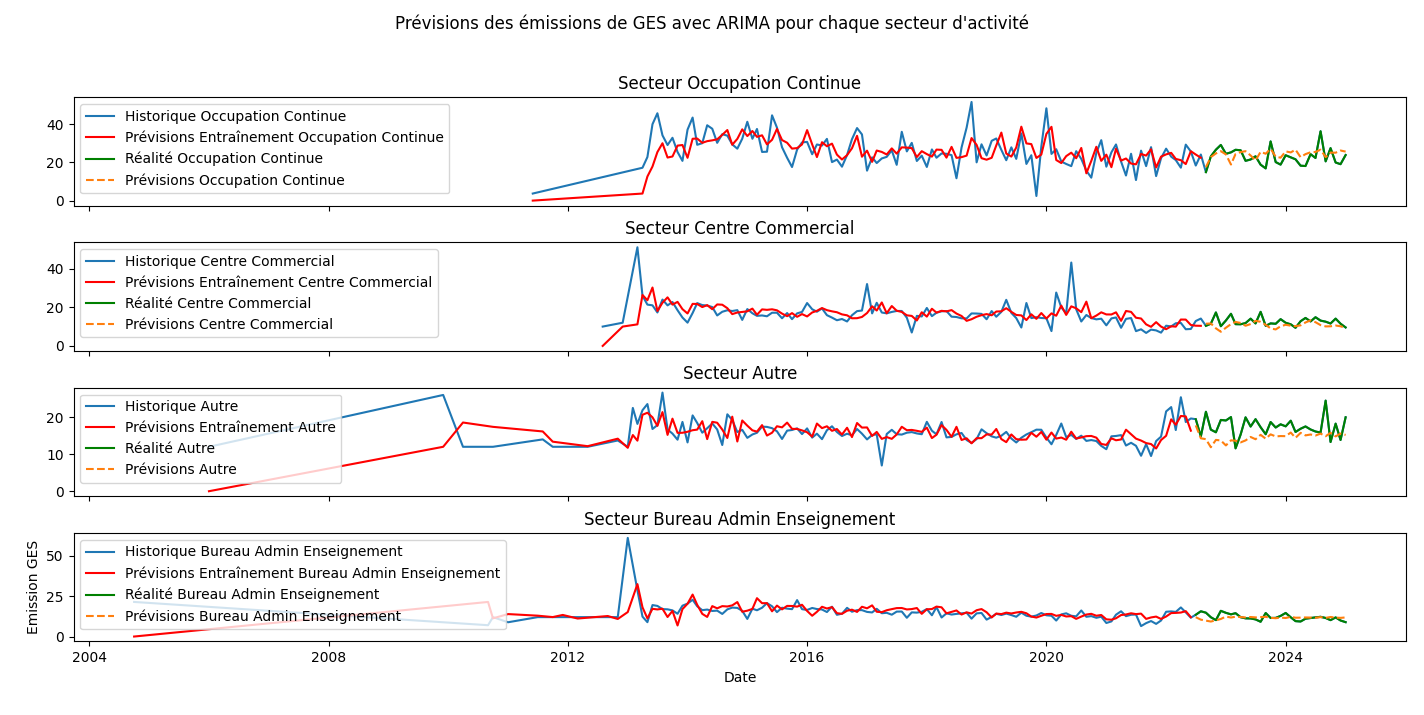 Prévisions des émissions de GES avec ARIMA pour chaque secteur d'activité
Secteur Occupation Continue
Historique Occupation Continue
Prévisions Entraînement Occupation Continue
Réalité Occupation Continue
Prévisions Occupation Continue
40
20
0
Secteur Centre Commercial
Historique Centre Commercial
Prévisions Entraînement Centre Commercial
Réalité Centre Commercial
Prévisions Centre Commercial
40
20
0
Secteur Autre
Historique Autre
Prévisions Entraînement Autre
Réalité Autre
Prévisions Autre
20
10
0
Secteur Bureau Admin Enseignement
Historique Bureau Admin Enseignement
Prévisions Entraînement Bureau Admin Enseignement
Réalité Bureau Admin Enseignement
Prévisions Bureau Admin Enseignement
50
25
0
Emission GES
2004 2008 2012 2016 2020 2024
Date